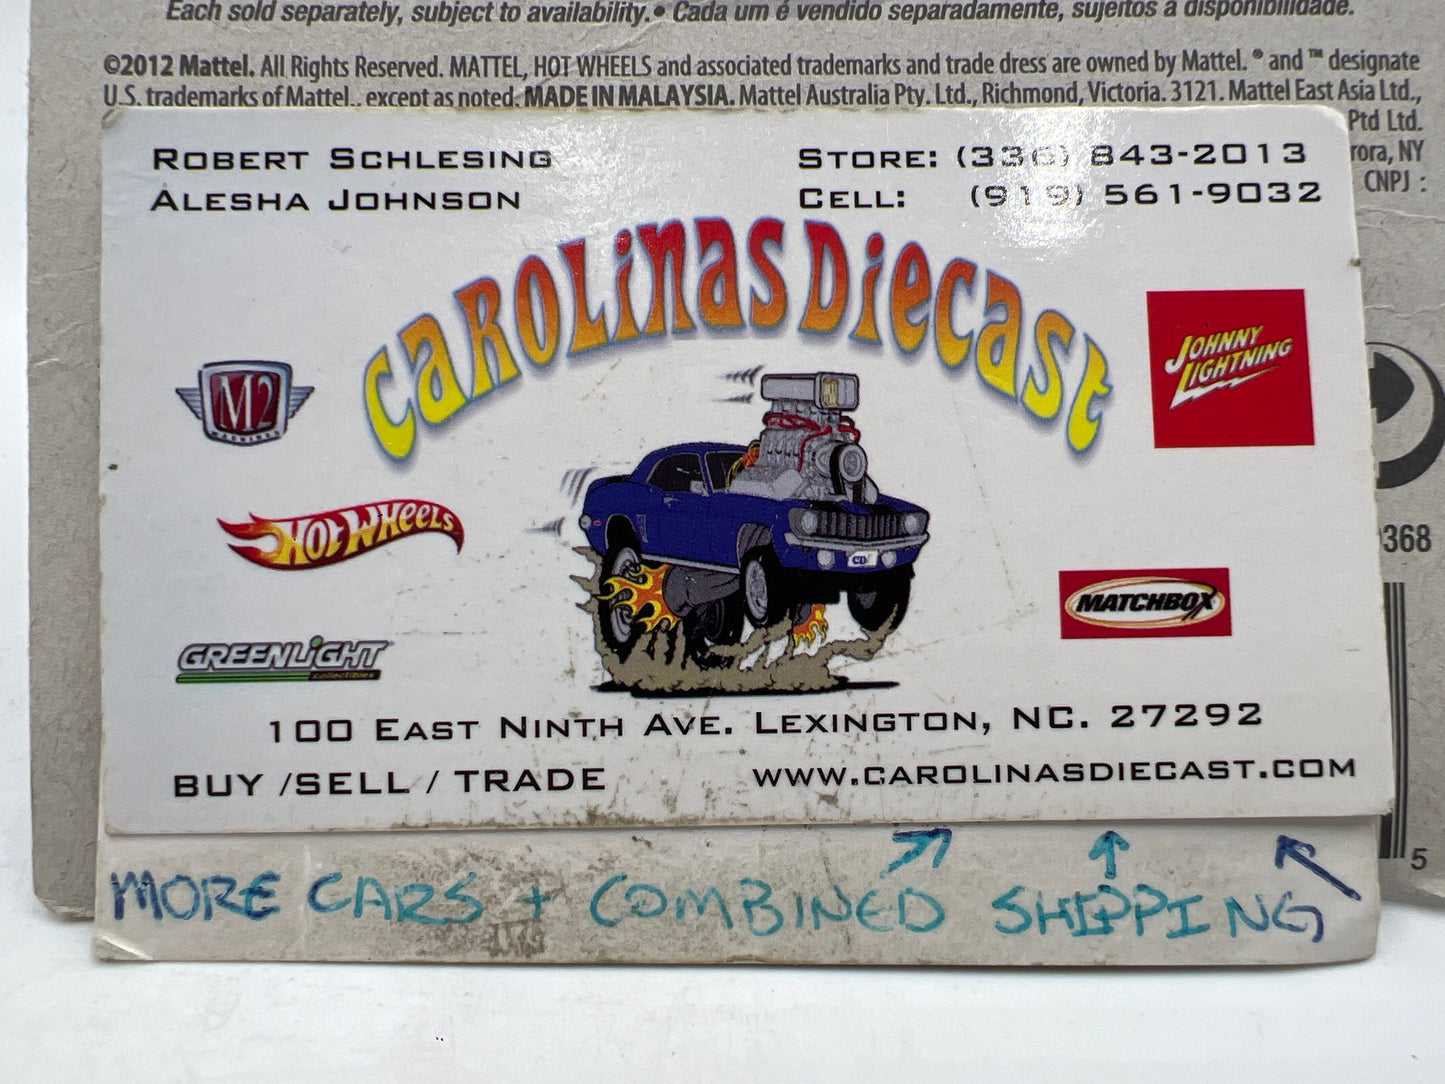 Each sold separately, subject to availability. • Cada um é vendido separadamente, sujeitos a disponibilidade.
©2012 Mattel. All Rights Reserved. MATTEL, HOT WHEELS and associated trademarks and trade dress are owned by Mattel. ® and ™ designate
U.S. trademarks of Mattel., except as noted. MADE IN MALAYSIA. Mattel Australia Pty. Ltd., Richmond, Victoria. 3121. Mattel East Asia Ltd.,
Ptd Ltd.
rora, NY
CNPJ :
ROBERT SCHLESING
ALESHA JOHNSON
STORE: (336) 843-2013
CELL: (919) 561-9032
CAROLiNAS DiECAST
M2
MACHINES
JOHNNY
LIGHTNING
HOT WHEELS
CD
MATCHBOX
GREENLiGHT
collectibles
368
100 EAST NINTH AVE. LEXINGTON, NC. 27292
BUY /SELL / TRADE
WWW.CAROLINASDIECAST.COM
5
MORE CARS + COMBINED SHIPPING